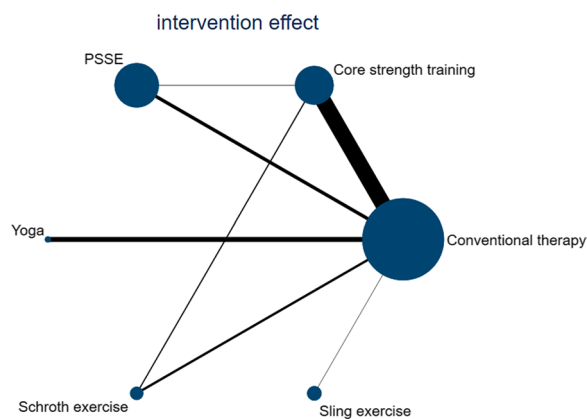 intervention effect
PSSE
Core strength training
Yoga
Conventional therapy
Schroth exercise
Sling exercise